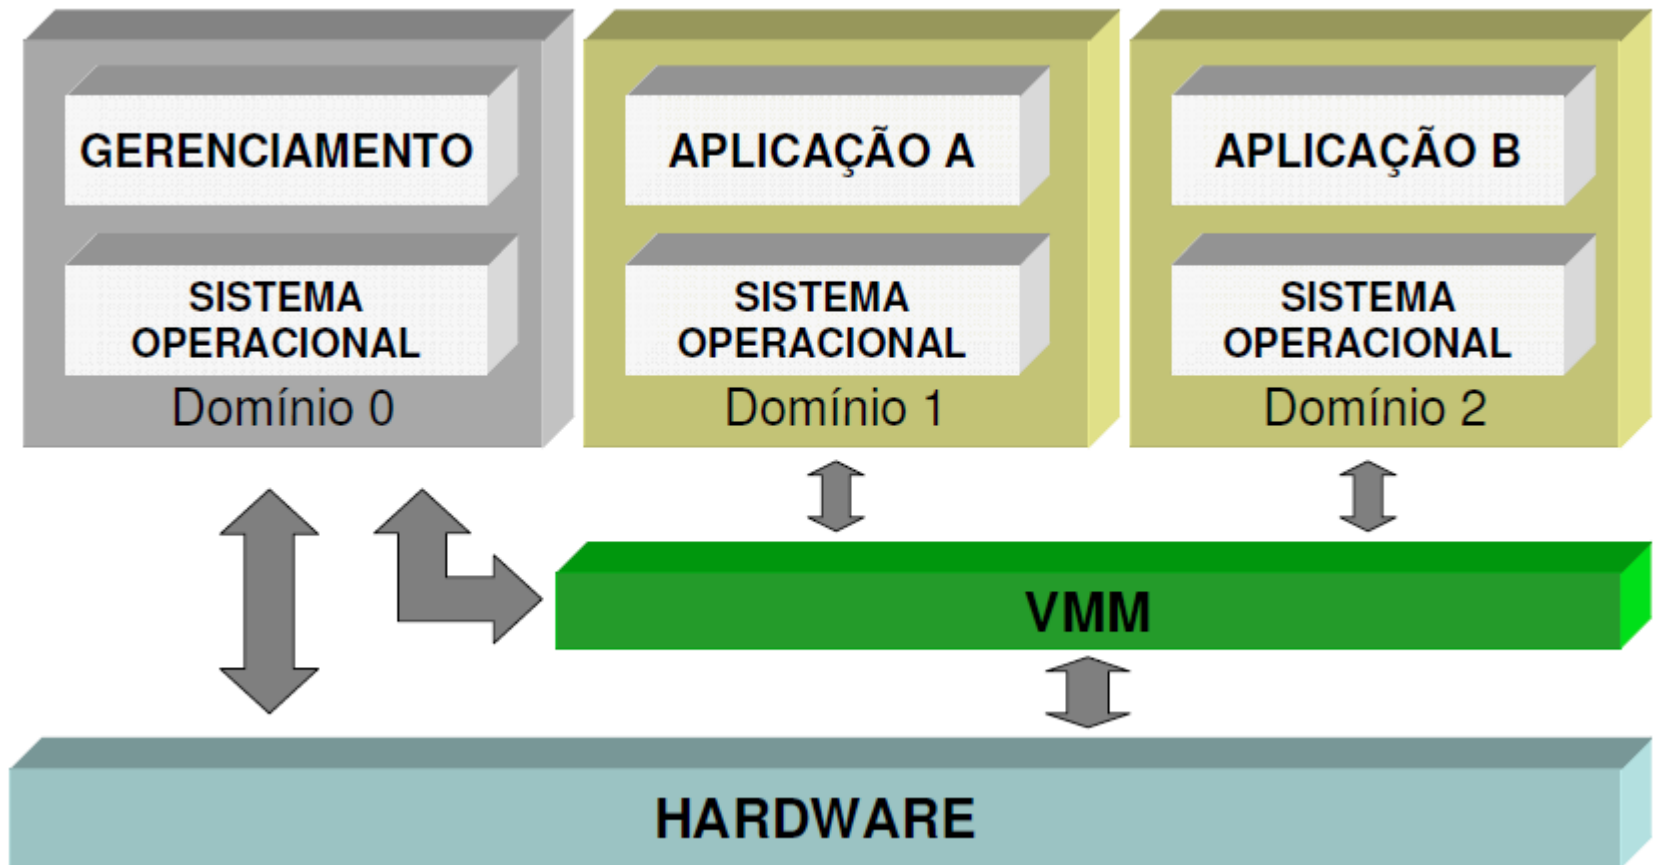 GERENCIAMENTO
SISTEMA
OPERACIONAL
Domínio 0
APLICAÇÃO A
SISTEMA
OPERACIONAL
Domínio 1
APLICAÇÃO B
SISTEMA
OPERACIONAL
Domínio 2
VMM
HARDWARE